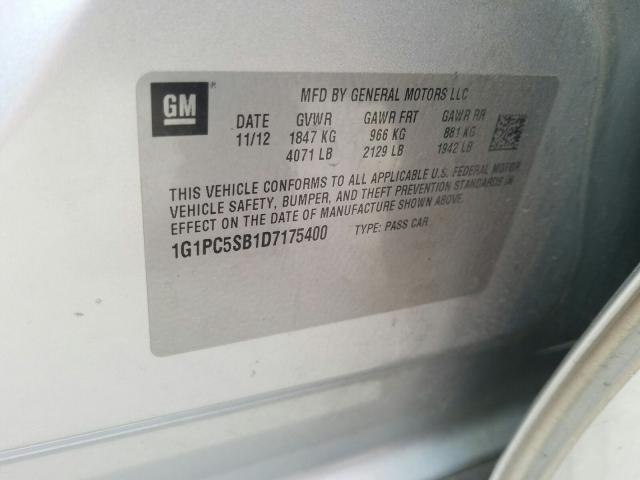 GM
MFD BY GENERAL MOTORS LLC
DATE GVWR GAWR FRT GAWR RR
11/12 1847 KG 966 KG 881 KG
4071 LB 2129 LB 1942 LB
THIS VEHICLE CONFORMS TO ALL APPLICABLE U.S. FEDERAL MOTOR
VEHICLE SAFETY, BUMPER, AND THEFT PREVENTION STANDARDS IN
EFFECT ON THE DATE OF MANUFACTURE SHOWN ABOVE.
1G1PC5SB1D7175400 TYPE: PASS CAR